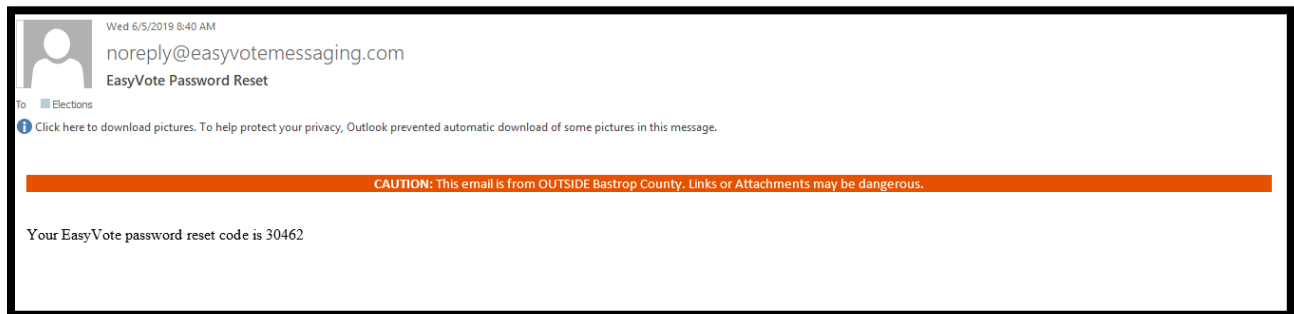 Wed 6/5/2019 8:40 AM
noreply@easyvotemessaging.com
EasyVote Password Reset
To Elections
Click here to download pictures. To help protect your privacy, Outlook prevented automatic download of some pictures in this message.
CAUTION: This email is from OUTSIDE Bastrop County. Links or Attachments may be dangerous.
Your EasyVote password reset code is 30462